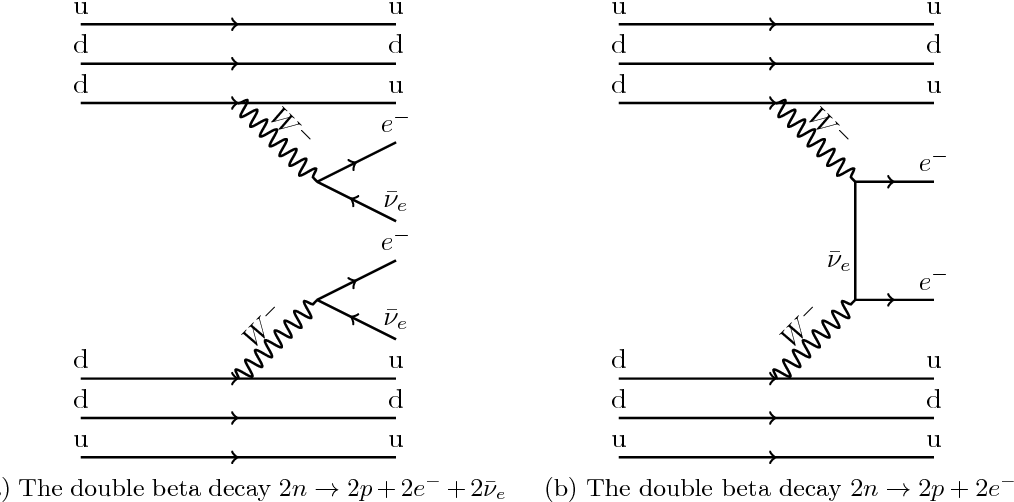 u u u u
d d d d
d u d u
W⁻ e⁻ W⁻ e⁻
ν̄ₑ
e⁻ ν̄ₑ e⁻
W⁻ ν̄ₑ W⁻
d u d u
d d d d
u u u u
) The double beta decay 2n → 2p + 2e⁻ + 2ν̄ₑ (b) The double beta decay 2n → 2p + 2e⁻